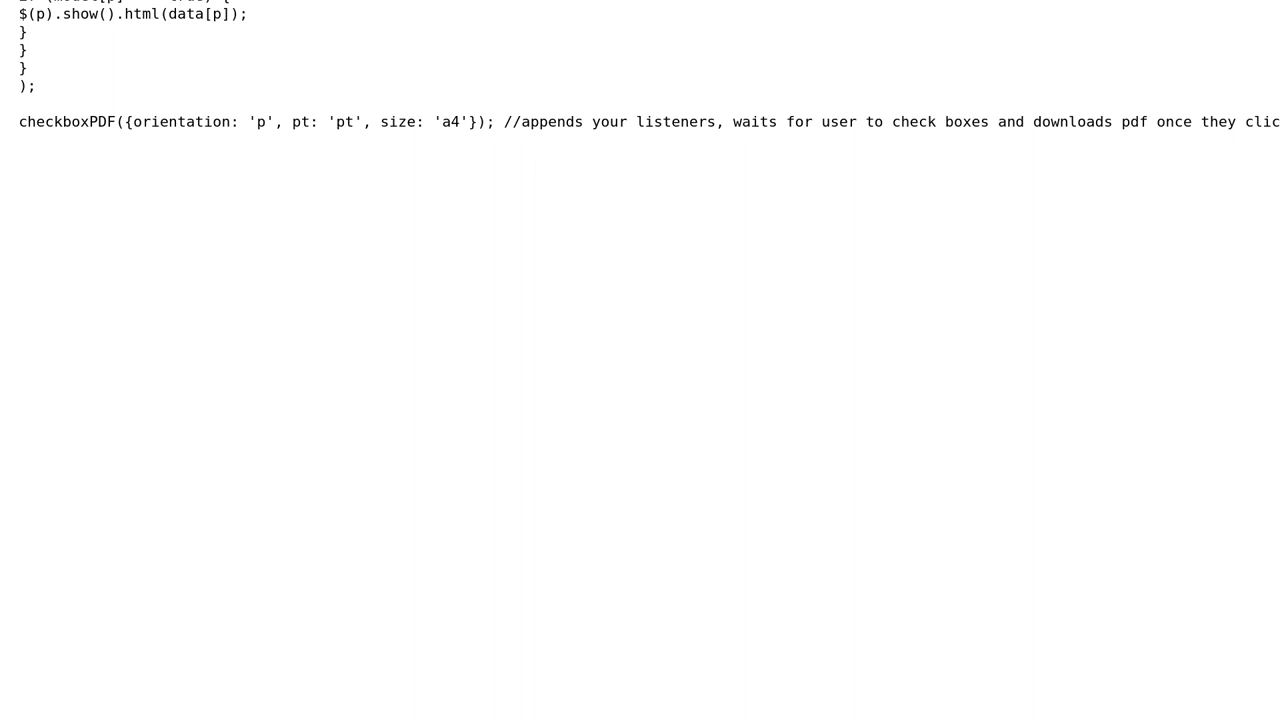 $(p).show().html(data[p]);
}
}
}
);
checkboxPDF({orientation: 'p', pt: 'pt', size: 'a4'}); //appends your listeners, waits for user to check boxes and downloads pdf once they clic